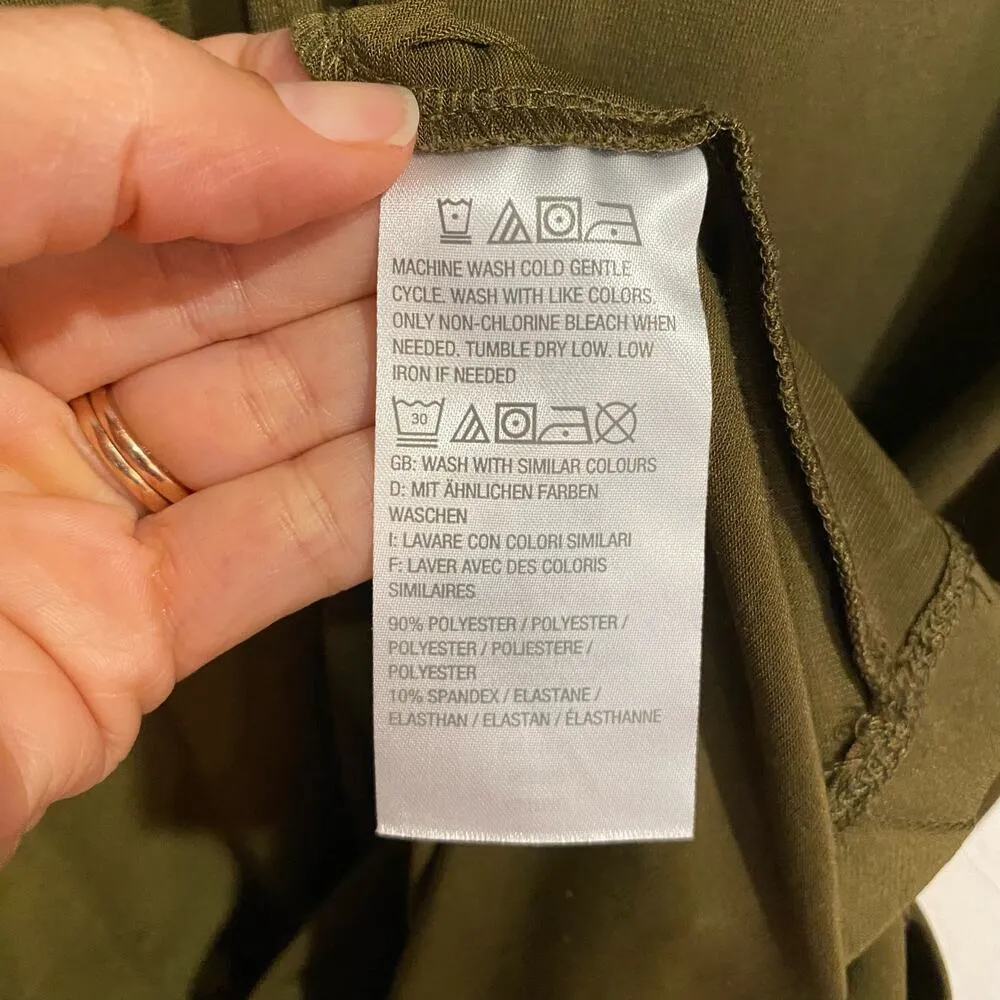 MACHINE WASH COLD GENTLE
CYCLE. WASH WITH LIKE COLORS.
ONLY NON-CHLORINE BLEACH WHEN
NEEDED. TUMBLE DRY LOW. LOW
IRON IF NEEDED
30
GB: WASH WITH SIMILAR COLOURS
D: MIT ÄHNLICHEN FARBEN
WASCHEN
I: LAVARE CON COLORI SIMILARI
F: LAVER AVEC DES COLORIS
SIMILAIRES
90% POLYESTER / POLYESTER /
POLYESTER / POLIESTERE /
POLYESTER
10% SPANDEX / ELASTANE /
ELASTHAN / ELASTAN / ÉLASTHANNE